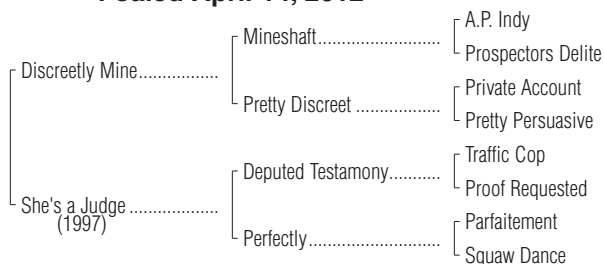 Foaled April 14, 2012
A.P. Indy
Mineshaft
Prospectors Delite
Discreetly Mine
Private Account
Pretty Discreet
Pretty Persuasive
Traffic Cop
Deputed Testamony
Proof Requested
She's a Judge
(1997)
Parfaitement
Perfectly
Squaw Dance